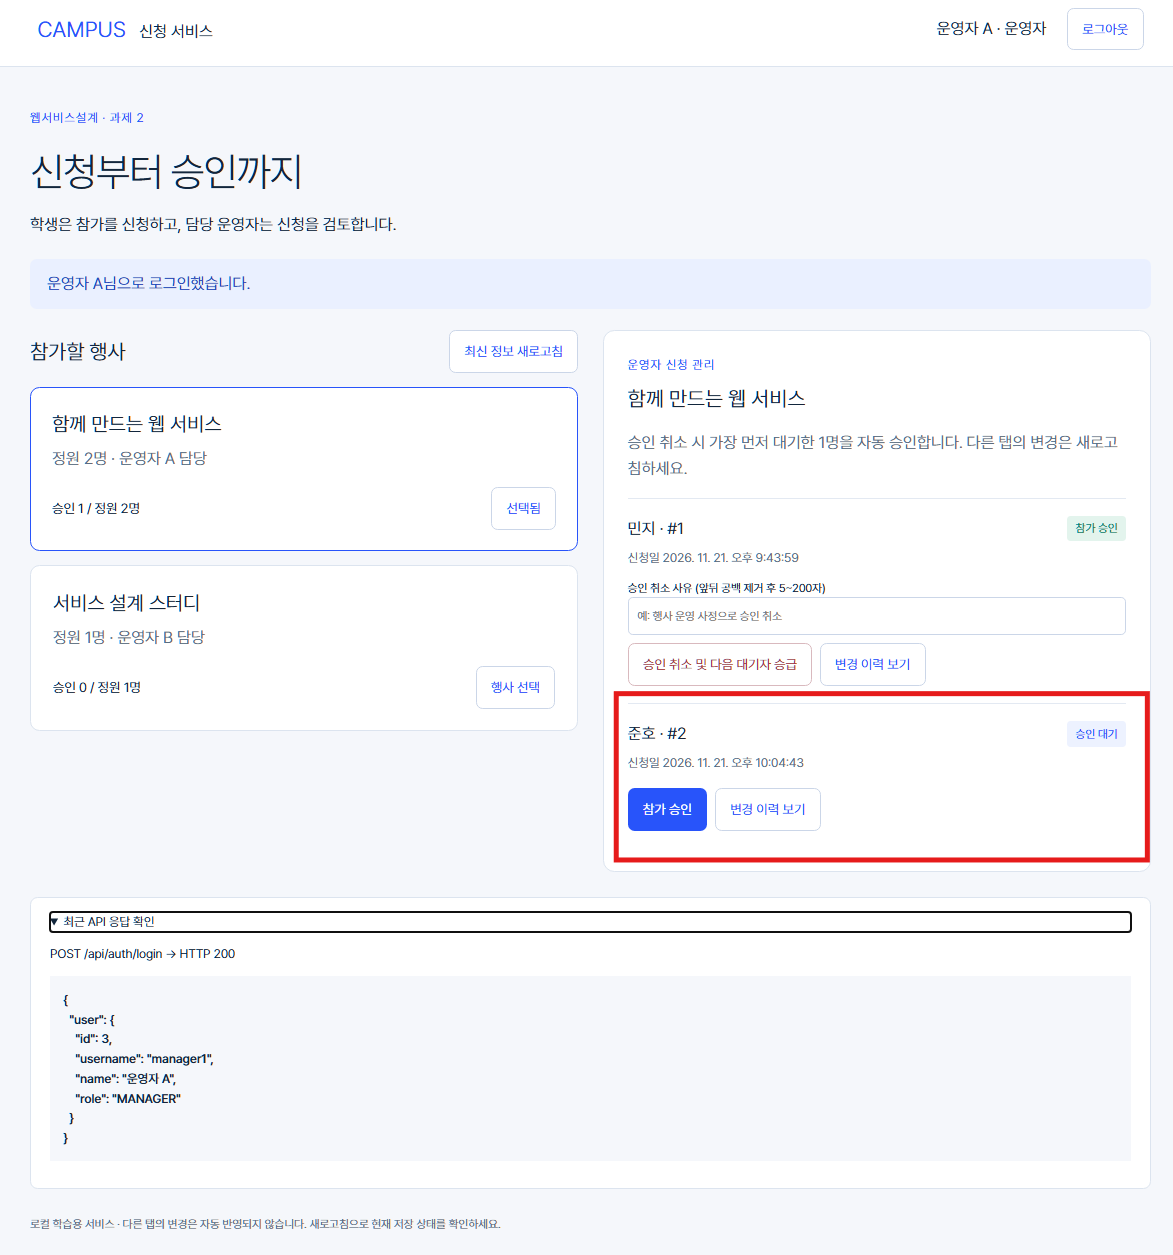 CAMPUS 신청 서비스
운영자 A · 운영자
로그아웃
웹서비스설계 · 과제 2
신청부터 승인까지
학생은 참가를 신청하고, 담당 운영자는 신청을 검토합니다.
운영자 A님으로 로그인했습니다.
참가할 행사
최신 정보 새로고침
함께 만드는 웹 서비스
정원 2명 · 운영자 A 담당
승인 1 / 정원 2명
선택됨
서비스 설계 스터디
정원 1명 · 운영자 B 담당
승인 0 / 정원 1명
행사 선택
운영자 신청 관리
함께 만드는 웹 서비스
승인 취소 시 가장 먼저 대기한 1명을 자동 승인합니다. 다른 탭의 변경은 새로고
침하세요.
민지 · #1
참가 승인
신청일 2026. 11. 21. 오후 9:43:59
승인 취소 사유 (앞뒤 공백 제거 후 5~200자)
예: 행사 운영 사정으로 승인 취소
승인 취소 및 다음 대기자 승급
변경 이력 보기
준호 · #2
승인 대기
신청일 2026. 11. 21. 오후 10:04:43
참가 승인
변경 이력 보기
▼ 최근 API 응답 확인
POST /api/auth/login → HTTP 200
{
"user": {
"id": 3,
"username": "manager1",
"name": "운영자 A",
"role": "MANAGER"
}
}
로컬 학습용 서비스 · 다른 탭의 변경은 자동 반영되지 않습니다. 새로고침으로 현재 저장 상태를 확인하세요.